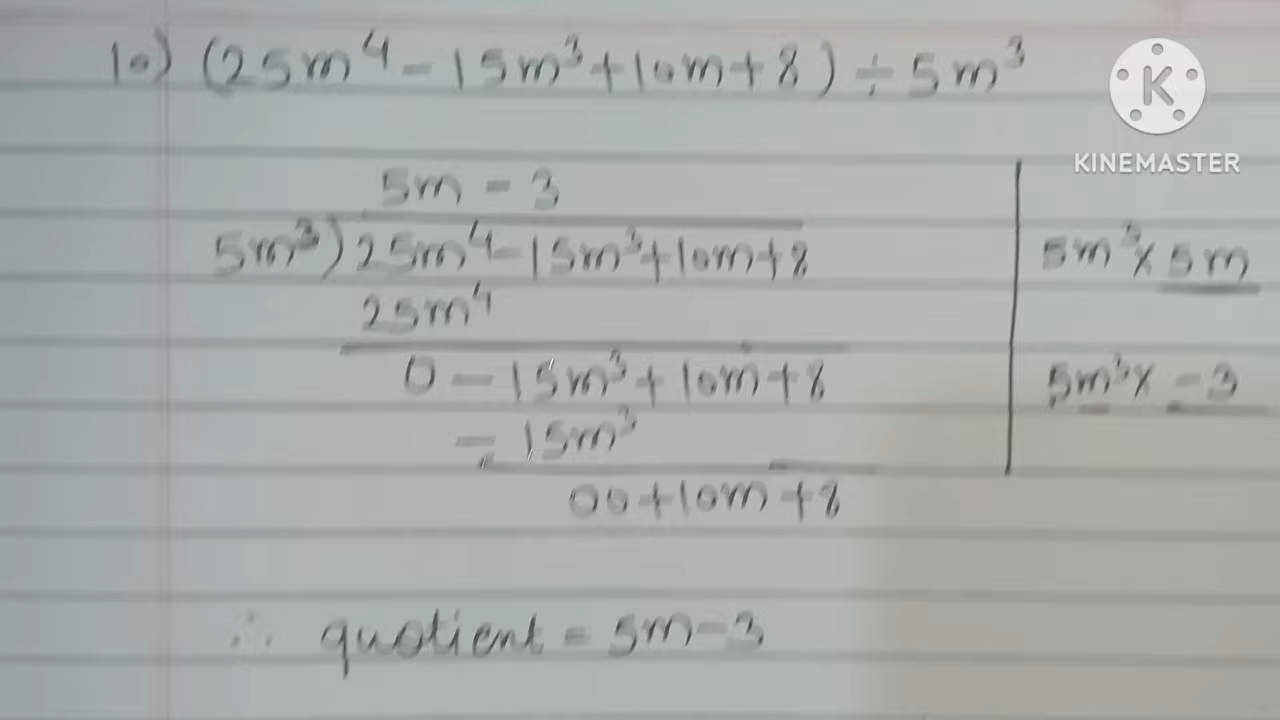 10) (25m⁴ - 15m³ + 10m + 8) ÷ 5m³
K
KINEMASTER
5m - 3
5m³ ) 25m⁴ - 15m³ + 10m + 8
5m³ × 5m
25m⁴
0 - 15m³ + 10m + 8
5m³ × - 3
- 15m³
00 + 10m + 8
∴ quotient = 5m - 3